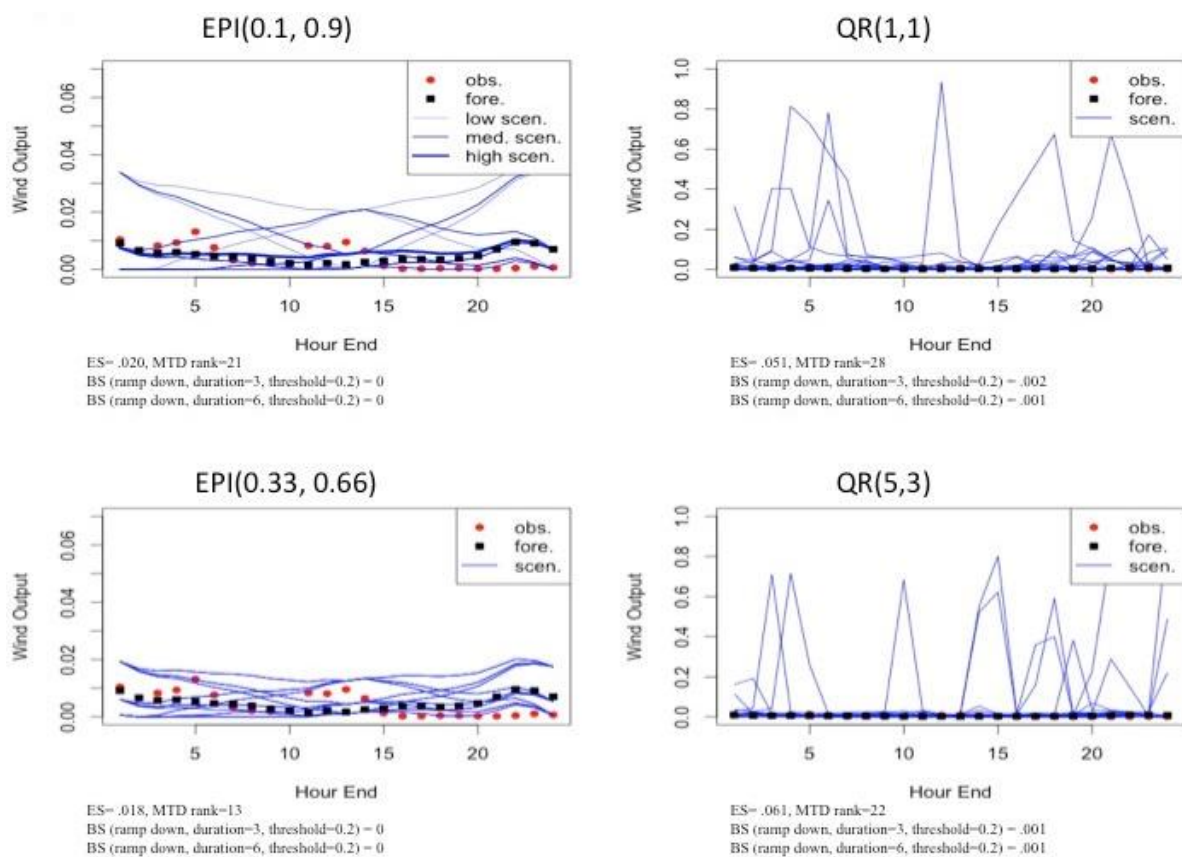 EPI(0.1, 0.9)
0.06
0.04
0.02
0.00
Wind Output
obs.
fore.
low scen.
med. scen.
high scen.
5
10
15
20
Hour End
ES= .020, MTD rank=21
BS (ramp down, duration=3, threshold=0.2) = 0
BS (ramp down, duration=6, threshold=0.2) = 0
QR(1,1)
1.0
0.8
0.6
0.4
0.2
0.0
Wind Output
obs.
fore.
scen.
5
10
15
20
Hour End
ES= .051, MTD rank=28
BS (ramp down, duration=3, threshold=0.2) = .002
BS (ramp down, duration=6, threshold=0.2) = .001
EPI(0.33, 0.66)
0.06
0.04
0.02
0.00
Wind Output
obs.
fore.
scen.
5
10
15
20
Hour End
ES= .018, MTD rank=13
BS (ramp down, duration=3, threshold=0.2) = 0
BS (ramp down, duration=6, threshold=0.2) = 0
QR(5,3)
1.0
0.8
0.6
0.4
0.2
0.0
Wind Output
obs.
fore.
scen.
5
10
15
20
Hour End
ES= .061, MTD rank=22
BS (ramp down, duration=3, threshold=0.2) = .001
BS (ramp down, duration=6, threshold=0.2) = .001